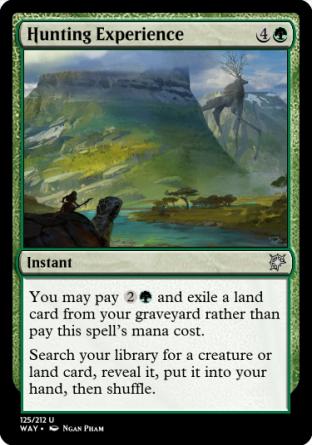 Hunting Experience 4
Instant
You may pay 2 and exile a land
card from your graveyard rather than
pay this spell's mana cost.
Search your library for a creature or
land card, reveal it, put it into your
hand, then shuffle.
125/212 U
WAY • Ngan Pham